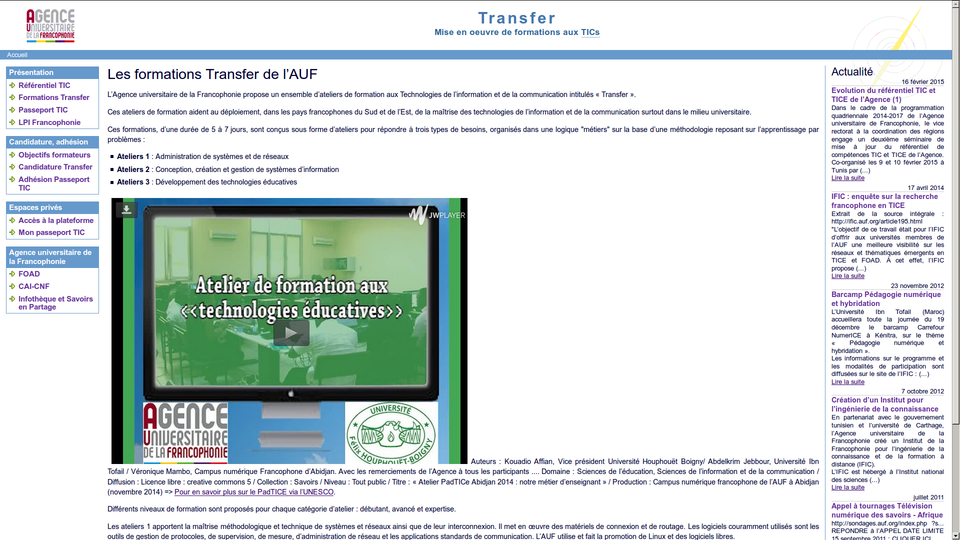 AGENCE
UNIVERSITAIRE
DE LA FRANCOPHONIE
Transfer
Mise en oeuvre de formations aux TICs
Accueil
Présentation
Référentiel TIC
Formations Transfer
Passeport TIC
LPI Francophonie
Candidature, adhésion
Objectifs formateurs
Candidature Transfer
Adhésion Passeport
TIC
Espaces privés
Accès à la plateforme
Mon passeport TIC
Agence universitaire de
la Francophonie
FOAD
CAI-CNF
Infothèque et Savoirs
en Partage
Les formations Transfer de l'AUF
L'Agence universitaire de la Francophonie propose un ensemble d'ateliers de formation aux Technologies de l'information et de la communication intitulés « Transfer ».
Ces ateliers de formation aident au déploiement, dans les pays francophones du Sud et de l'Est, de la maîtrise des technologies de l'information et de la communication surtout dans le milieu universitaire.
Ces formations, d'une durée de 5 à 7 jours, sont conçus sous forme d'ateliers pour répondre à trois types de besoins, organisés dans une logique "métiers" sur la base d'une méthodologie reposant sur l'apprentissage par
problèmes :
Ateliers 1 : Administration de systèmes et de réseaux
Ateliers 2 : Conception, création et gestion de systèmes d'information
Ateliers 3 : Développement des technologies éducatives
JWPLAYER
Atelier de formation aux
<<technologies éducatives>>
AGENCE
UNIVERSITAIRE
DE LA FRANCOPHONIE
UNIVERSITÉ
Félix HOUPHOUËT-BOIGNY
Auteurs : Kouadio Affian, Vice président Université Houphouët Boigny/ Abdelkrim Jebbour, Université Ibn
Tofail / Véronique Mambo, Campus numérique Francophone d'Abidjan. Avec les remerciements de l'Agence à tous les participants .... Domaine : Sciences de l'éducation, Sciences de l'information et de la communication /
Diffusion : Licence libre : creative commons 5 / Collection : Savoirs / Niveau : Tout public / Titre : « Atelier PadTICe Abidjan 2014 : notre métier d'enseignant » / Production : Campus numérique francophone de l'AUF à Abidjan
(novembre 2014) => Pour en savoir plus sur le PadTICE via l'UNESCO.
Différents niveaux de formation sont proposés pour chaque catégorie d'atelier : débutant, avancé et expertise.
Les ateliers 1 apportent la maîtrise méthodologique et technique de systèmes et réseaux ainsi que de leur interconnexion. Il met en œuvre des matériels de connexion et de routage. Les logiciels couramment utilisés sont les
outils de gestion de protocoles, de supervision, de mesure, d'administration de réseau et les applications standards de communication. L'AUF utilise et fait la promotion de Linux et des logiciels libres.
Actualité
16 février 2015
Evolution du référentiel TIC et
TICE de l'Agence (1)
Dans le cadre de la programmation
quadriennale 2014-2017 de l'Agence
universitaire de la Francophonie, le vice
rectorat à la coordination des régions
engage un deuxième séminaire de
mise à jour du référentiel de
compétences TIC et TICE de l'Agence.
Co-organisé les 9 et 10 février 2015 à
Tunis par (...)
Lire la suite
17 avril 2014
IFIC : enquête sur la recherche
francophone en TICE
Extrait de la source intégrale :
http://ific.auf.org/article195.html
"L'objectif de ce travail était pour l'IFIC
d'offrir aux universités membres de
l'AUF une meilleure visibilité sur les
réseaux et thématiques émergents en
TICE et FOAD. À cet effet, l'IFIC
propose (...)
Lire la suite
23 novembre 2012
Barcamp Pédagogie numérique
et hybridation
L'Université Ibn Tofail (Maroc)
accueillera toute la journée du 19
décembre le barcamp Carrefour
NumerICE à Kénitra, sur le thème
« Pédagogie numérique et
hybridation ».
Les informations sur le programme et
les modalités de participation sont
diffusées sur le site de l'IFIC : (...)
Lire la suite
7 octobre 2012
Création d'un Institut pour
l'ingénierie de la connaissance
En partenariat avec le gouvernement
tunisien et l'université de Carthage,
l'Agence universitaire de la
Francophonie crée un Institut de la
Francophonie pour l'ingénierie de la
connaissance et de la formation à
distance (IFIC).
L'IFIC est hébergé à l'Institut national
des sciences (...)
Lire la suite
juillet 2011
Appel à tournages Télévision
numérique des savoirs - Afrique
http://sondages.auf.org/index.php ?s...
REPONDRE à l'APPEL DATE LIMITE
15 septembre 2011 : CLIQUER ICI